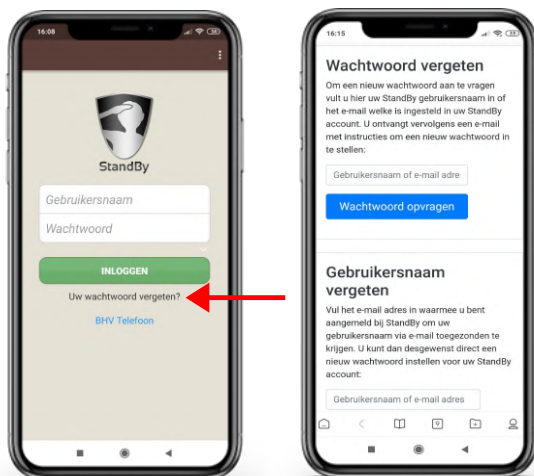 16:08
38
StandBy
Gebruikersnaam
Wachtwoord
INLOGGEN
Uw wachtwoord vergeten?
BHV Telefoon
16:15
Wachtwoord vergeten
Om een nieuw wachtwoord aan te vragen
vult u hier uw StandBy gebruikersnaam in of
het e-mail welke is ingesteld in uw StandBy
account. U ontvangt vervolgens een e-mail
met instructies om een nieuw wachtwoord in
te stellen:
Gebruikersnaam of e-mail adre
Wachtwoord opvragen
Gebruikersnaam
vergeten
Vul het e-mail adres in waarmee u bent
aangemeld bij StandBy om uw
gebruikersnaam via e-mail toegezonden te
krijgen. U kunt dan desgewenst direct een
nieuw wachtwoord instellen voor uw StandBy
account:
Gebruikersnaam of e-mail adres